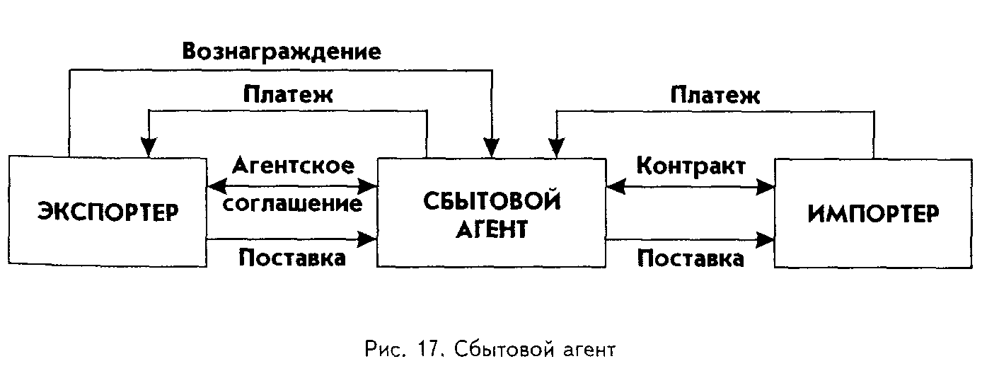 Вознаграждение
Платеж
Платеж
Агентское
соглашение
Контракт
ЭКСПОРТЕР
СБЫТОВОЙ
АГЕНТ
ИМПОРТЕР
Поставка
Поставка
Рис. 17. Сбытовой агент